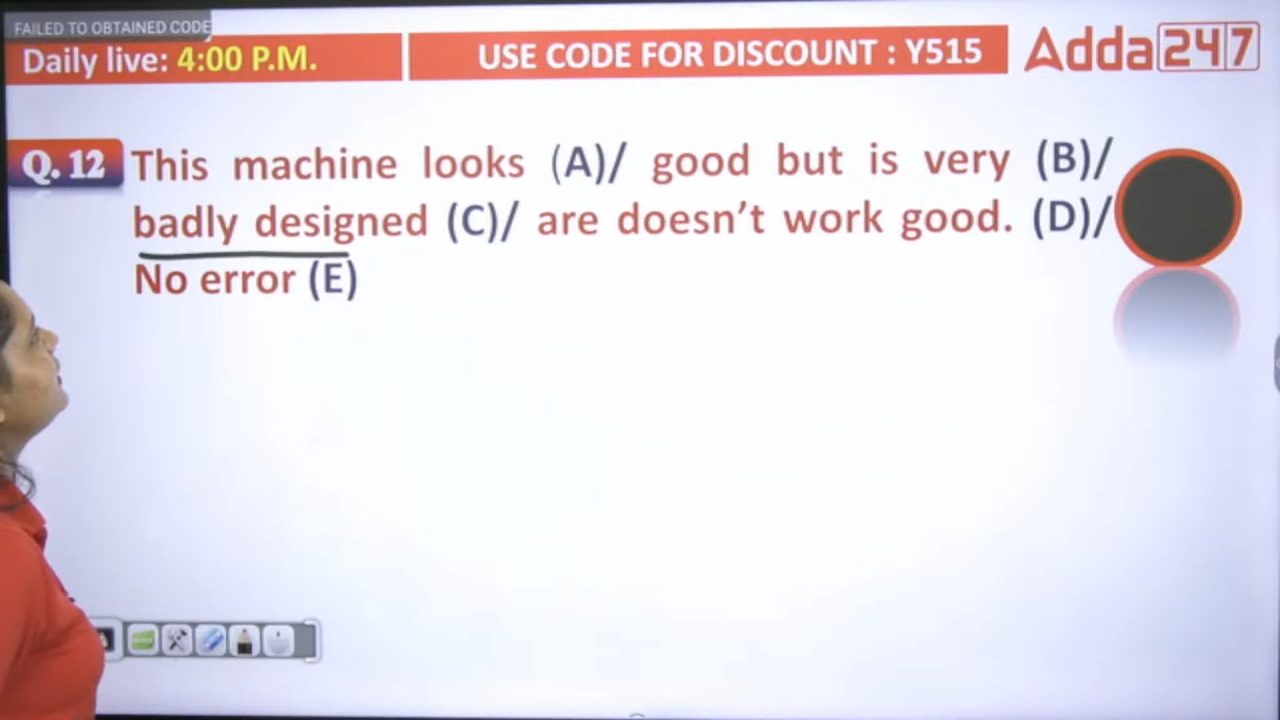 FAILED TO OBTAINED CODE
Daily live: 4:00 P.M.
USE CODE FOR DISCOUNT : Y515
Adda247
Q. 12
This machine looks (A)/ good but is very (B)/
badly designed (C)/ are doesn't work good. (D)/
No error (E)